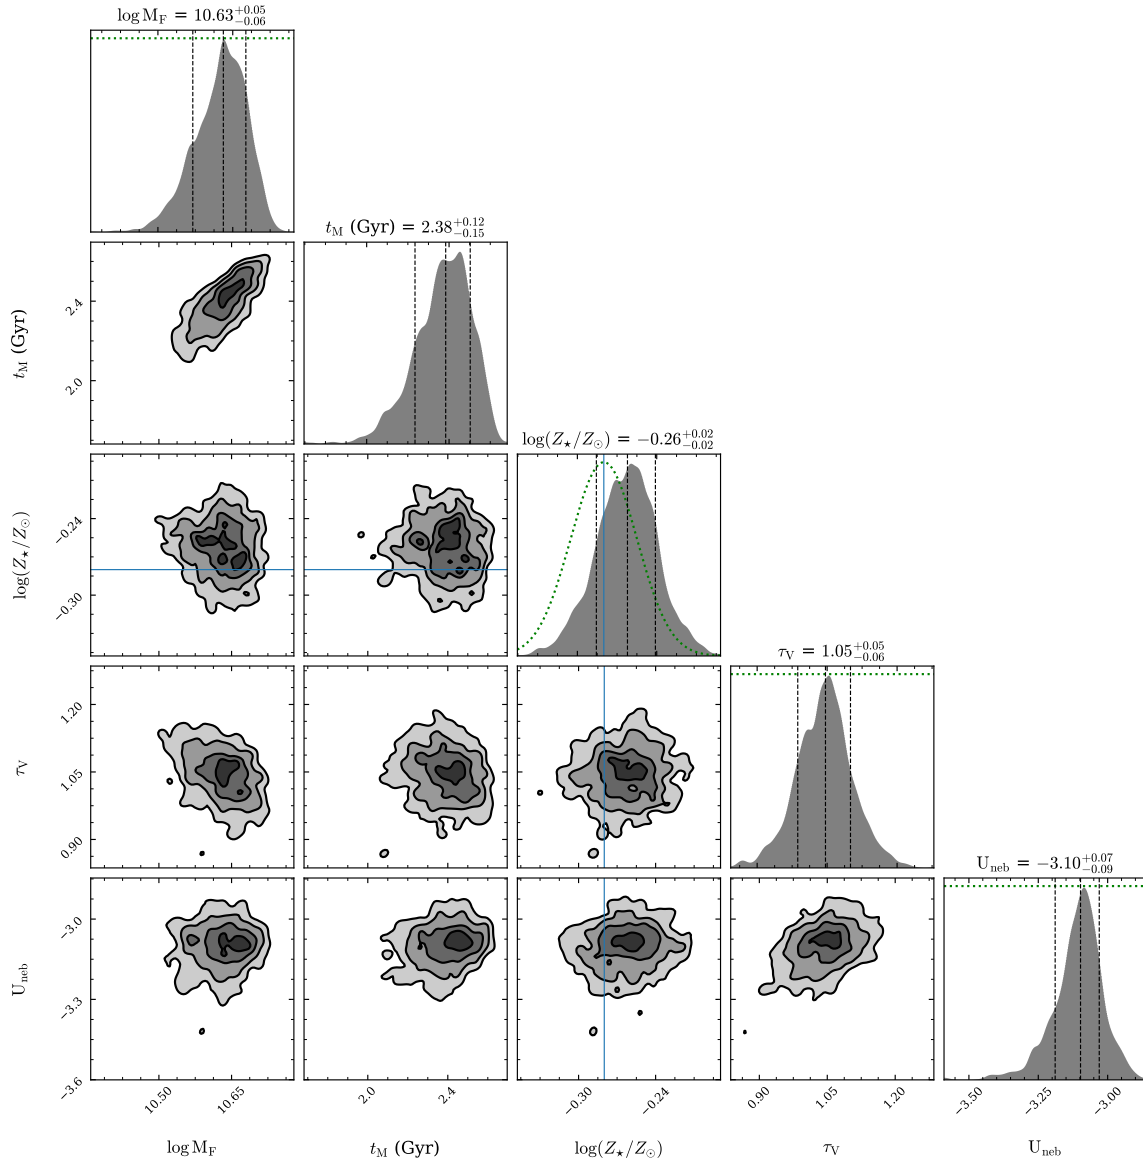 log M_F = 10.63^{+0.05}_{−0.06}
t_M (Gyr) = 2.38^{+0.12}_{−0.15}
2.4
2.0
t_M (Gyr)
log(Z_★/Z_⊙) = −0.26^{+0.02}_{−0.02}
−0.24
−0.30
log(Z_★/Z_⊙)
τ_V = 1.05^{+0.05}_{−0.06}
1.20
1.05
0.90
τ_V
U_neb = −3.10^{+0.07}_{−0.09}
−3.0
−3.3
−3.6
U_neb
10.50 10.65 2.0 2.4 −0.30 −0.24 0.90 1.05 1.20 −3.50 −3.25 −3.00
log M_F t_M (Gyr) log(Z_★/Z_⊙) τ_V U_neb